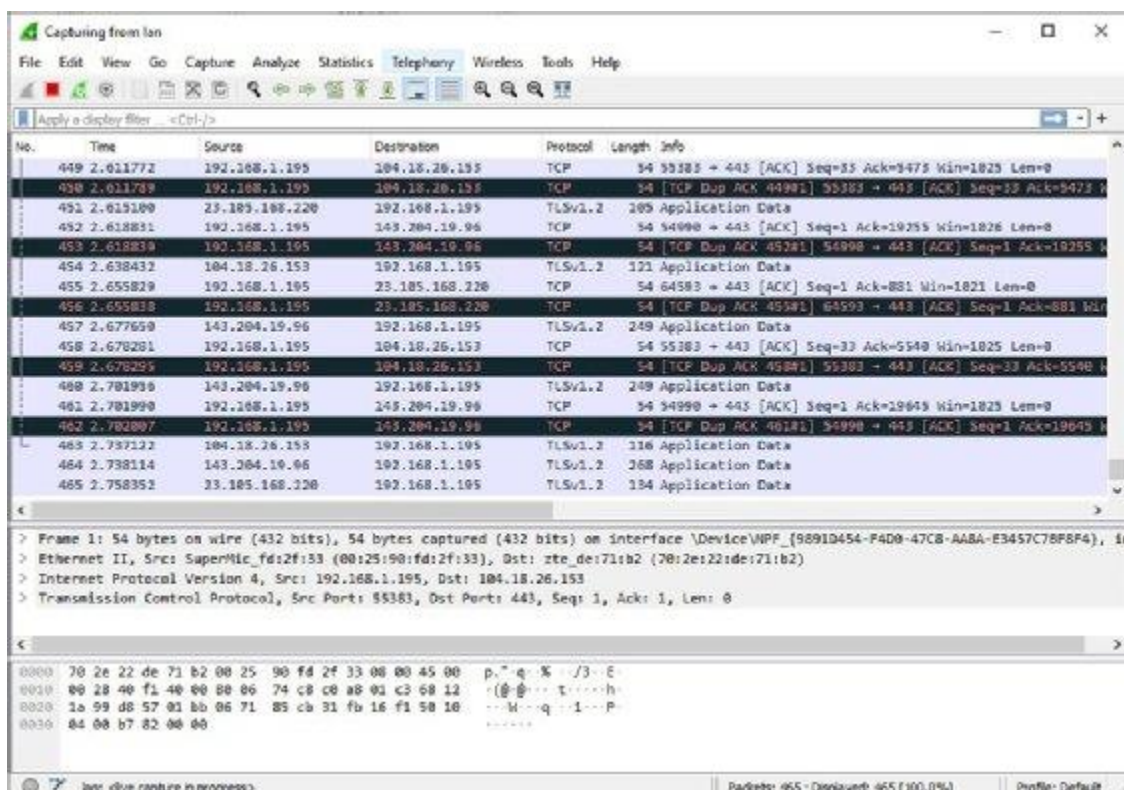 Capturing from lan
File Edit View Go Capture Analyze Statistics Telephony Wireless Tools Help
Apply a display filter ... <Ctrl-/>
No. Time Source Destination Protocol Length Info
449 2.611772 192.168.1.195 104.18.26.153 TCP 54 55383 → 443 [ACK] Seq=33 Ack=5473 Win=1025 Len=0
450 2.611789 192.168.1.195 104.18.26.153 TCP 54 [TCP Dup ACK 449#1] 55383 → 443 [ACK] Seq=33 Ack=5473 W
451 2.615100 23.105.168.220 192.168.1.195 TLSv1.2 105 Application Data
452 2.618831 192.168.1.195 143.204.19.96 TCP 54 54990 → 443 [ACK] Seq=1 Ack=19255 Win=1026 Len=0
453 2.618839 192.168.1.195 143.204.19.96 TCP 54 [TCP Dup ACK 452#1] 54990 → 443 [ACK] Seq=1 Ack=19255 W
454 2.638432 104.18.26.153 192.168.1.195 TLSv1.2 121 Application Data
455 2.655829 192.168.1.195 23.105.168.220 TCP 54 64593 → 443 [ACK] Seq=1 Ack=881 Win=1021 Len=0
456 2.655838 192.168.1.195 23.105.168.220 TCP 54 [TCP Dup ACK 455#1] 64593 → 443 [ACK] Seq=1 Ack=881 Win
457 2.677650 143.204.19.96 192.168.1.195 TLSv1.2 249 Application Data
458 2.678281 192.168.1.195 104.18.26.153 TCP 54 55383 → 443 [ACK] Seq=33 Ack=5540 Win=1025 Len=0
459 2.678295 192.168.1.195 104.18.26.153 TCP 54 [TCP Dup ACK 458#1] 55383 → 443 [ACK] Seq=33 Ack=5540 W
460 2.701956 143.204.19.96 192.168.1.195 TLSv1.2 249 Application Data
461 2.701990 192.168.1.195 143.204.19.96 TCP 54 54990 → 443 [ACK] Seq=1 Ack=19645 Win=1025 Len=0
462 2.702007 192.168.1.195 143.204.19.96 TCP 54 [TCP Dup ACK 461#1] 54990 → 443 [ACK] Seq=1 Ack=19645 W
463 2.737122 104.18.26.153 192.168.1.195 TLSv1.2 116 Application Data
464 2.738114 143.204.19.96 192.168.1.195 TLSv1.2 268 Application Data
465 2.758352 23.105.168.220 192.168.1.195 TLSv1.2 134 Application Data
> Frame 1: 54 bytes on wire (432 bits), 54 bytes captured (432 bits) on interface \Device\NPF_{98910454-F4D0-47C8-AA8A-E3457C78F8F4}, i
> Ethernet II, Src: SuperMic_fd:2f:33 (00:25:90:fd:2f:33), Dst: zte_de:71:b2 (70:2e:22:de:71:b2)
> Internet Protocol Version 4, Src: 192.168.1.195, Dst: 104.18.26.153
> Transmission Control Protocol, Src Port: 55383, Dst Port: 443, Seq: 1, Ack: 1, Len: 0
0000 70 2e 22 de 71 b2 00 25 90 fd 2f 33 08 00 45 00 p."·q··% ··/3··E·
0010 00 28 40 f1 40 00 80 06 74 c8 c0 a8 01 c3 68 12 ·(@·@··· t·····h·
0020 1a 99 d8 57 01 bb 06 71 85 cb 31 fb 16 f1 50 10 ···W···q ··1···P·
0030 04 00 b7 82 00 00 ······
lan: <live capture in progress>
Packets: 465 · Displayed: 465 (100.0%)
Profile: Default